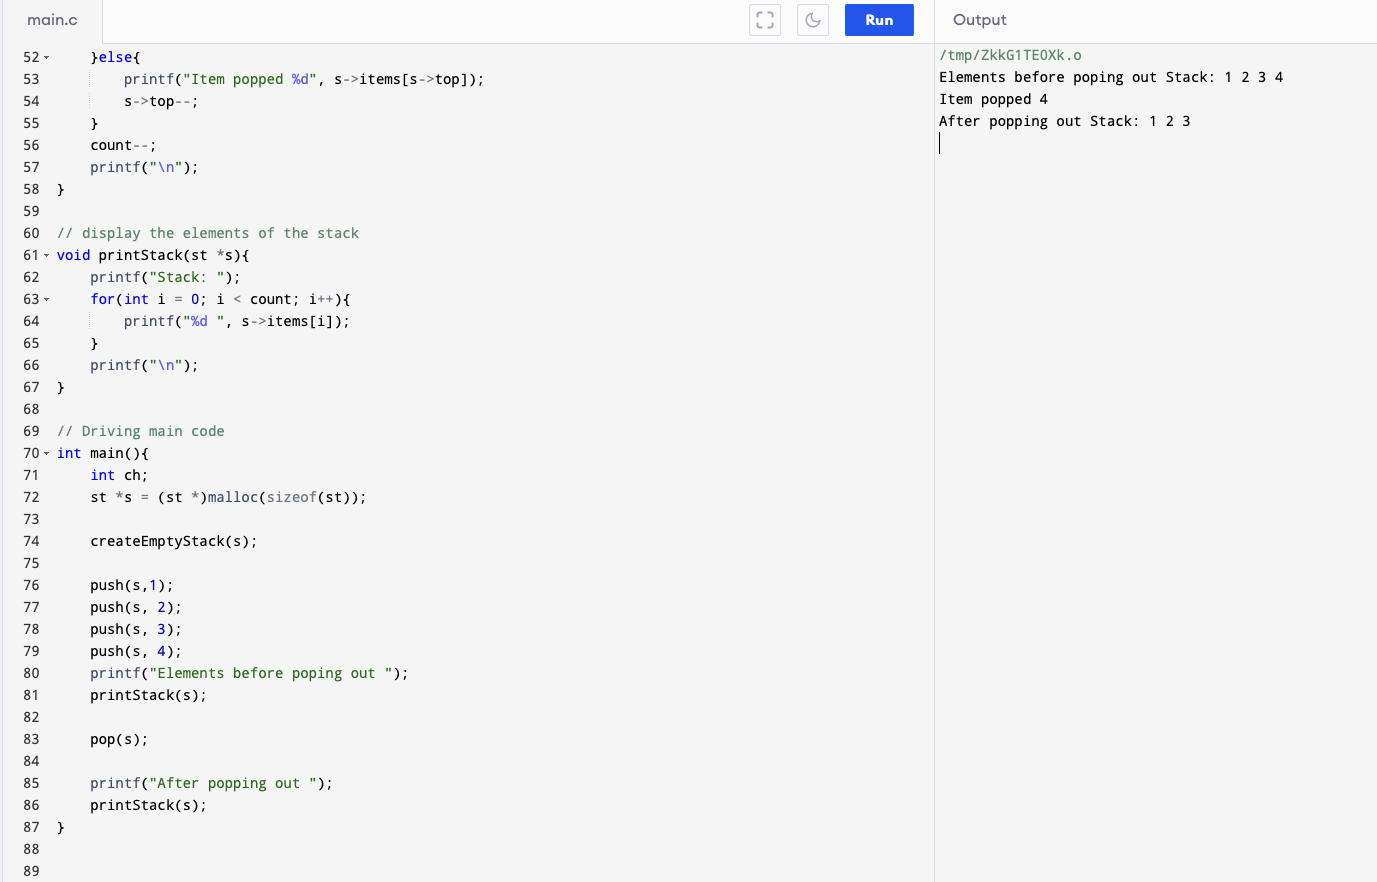 main.c
Run
Output
52 }else{
53 printf("Item popped %d", s->items[s->top]);
54 s->top--;
55 }
56 count--;
57 printf("\n");
58 }
59
60 // display the elements of the stack
61 void printStack(st *s){
62 printf("Stack: ");
63 for(int i = 0; i < count; i++){
64 printf("%d ", s->items[i]);
65 }
66 printf("\n");
67 }
68
69 // Driving main code
70 int main(){
71 int ch;
72 st *s = (st *)malloc(sizeof(st));
73
74 createEmptyStack(s);
75
76 push(s,1);
77 push(s, 2);
78 push(s, 3);
79 push(s, 4);
80 printf("Elements before poping out ");
81 printStack(s);
82
83 pop(s);
84
85 printf("After popping out ");
86 printStack(s);
87 }
88
89
/tmp/ZkkG1TE0Xk.o
Elements before poping out Stack: 1 2 3 4
Item popped 4
After popping out Stack: 1 2 3